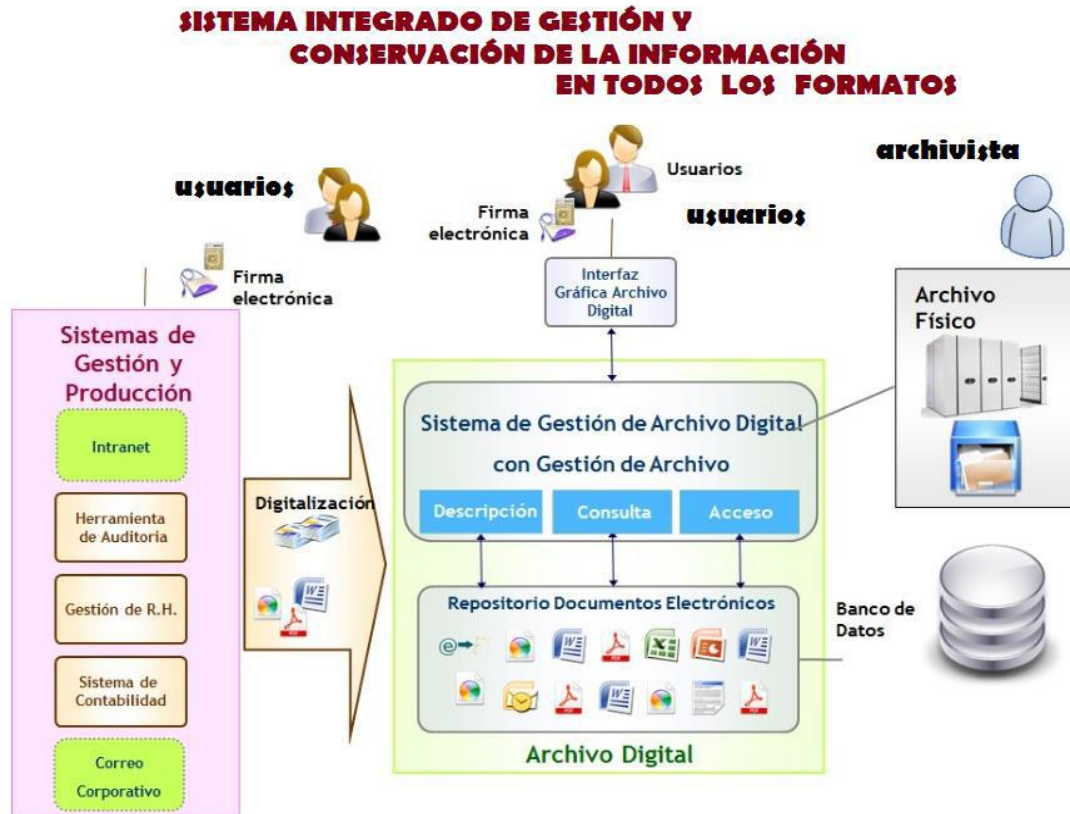 SISTEMA INTEGRADO DE GESTIÓN Y
CONSERVACIÓN DE LA INFORMACIÓN
EN TODOS LOS FORMATOS
usuarios
Firma
electrónica
Usuarios
usuarios
Firma
electrónica
archivista
Interfaz
Gráfica Archivo
Digital
Archivo
Físico
Sistemas de
Gestión y
Producción
Intranet
Herramienta
de Auditoria
Gestión de R.H.
Sistema de
Contabilidad
Correo
Corporativo
Digitalización
Sistema de Gestión de Archivo Digital
con Gestión de Archivo
Descripción
Consulta
Acceso
Repositorio Documentos Electrónicos
Archivo Digital
Banco de
Datos